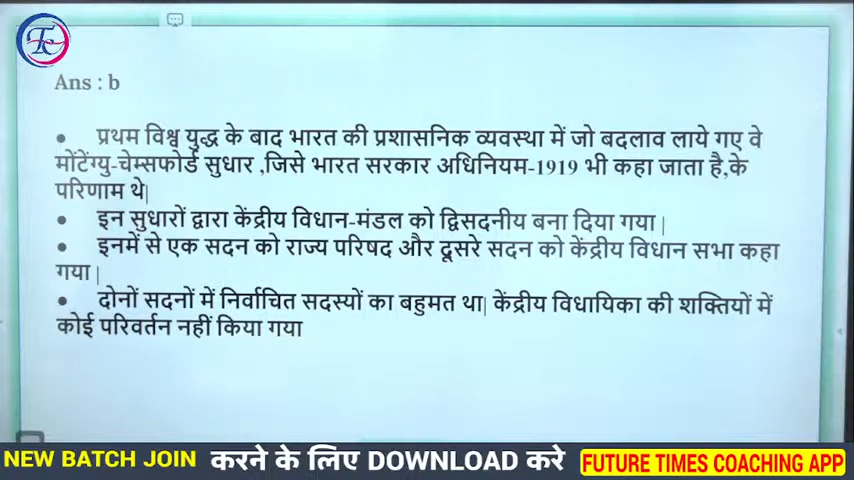 Ans : b
• प्रथम विश्व युद्ध के बाद भारत की प्रशासनिक व्यवस्था में जो बदलाव लाये गए वे
मोंटेंग्यु-चेम्सफोर्ड सुधार ,जिसे भारत सरकार अधिनियम-1919 भी कहा जाता है,के
परिणाम थे|
• इन सुधारों द्वारा केंद्रीय विधान-मंडल को द्विसदनीय बना दिया गया |
• इनमें से एक सदन को राज्य परिषद और दूसरे सदन को केंद्रीय विधान सभा कहा
गया |
• दोनों सदनों में निर्वाचित सदस्यों का बहुमत था| केंद्रीय विधायिका की शक्तियों में
कोई परिवर्तन नहीं किया गया
NEW BATCH JOIN करने के लिए DOWNLOAD करे FUTURE TIMES COACHING APP